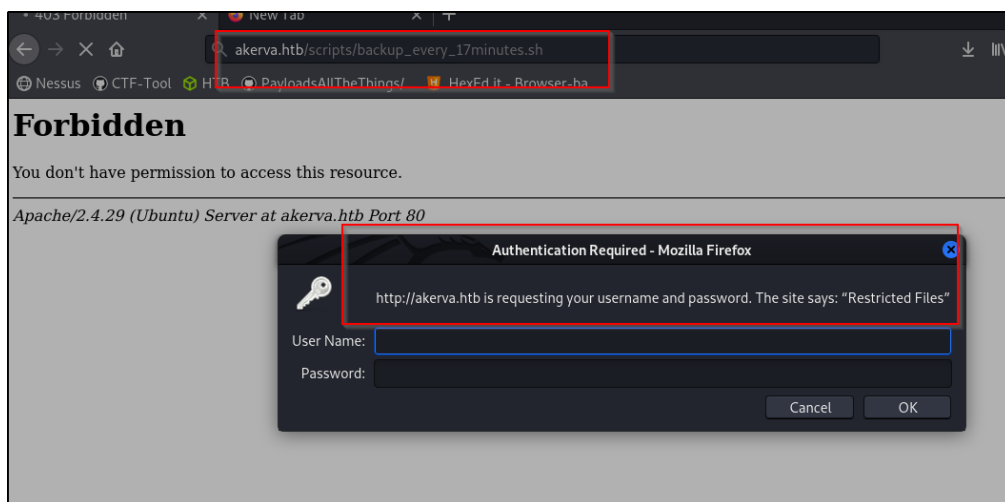 • 403 Forbidden × New Tab × +
akerva.htb/scripts/backup_every_17minutes.sh
Nessus CTF-Tool HTB PayloadsAllTheThings/ HexEd.it - Browser-ba
Forbidden
You don't have permission to access this resource.
Apache/2.4.29 (Ubuntu) Server at akerva.htb Port 80
Authentication Required - Mozilla Firefox
http://akerva.htb is requesting your username and password. The site says: “Restricted Files”
User Name:
Password:
Cancel OK